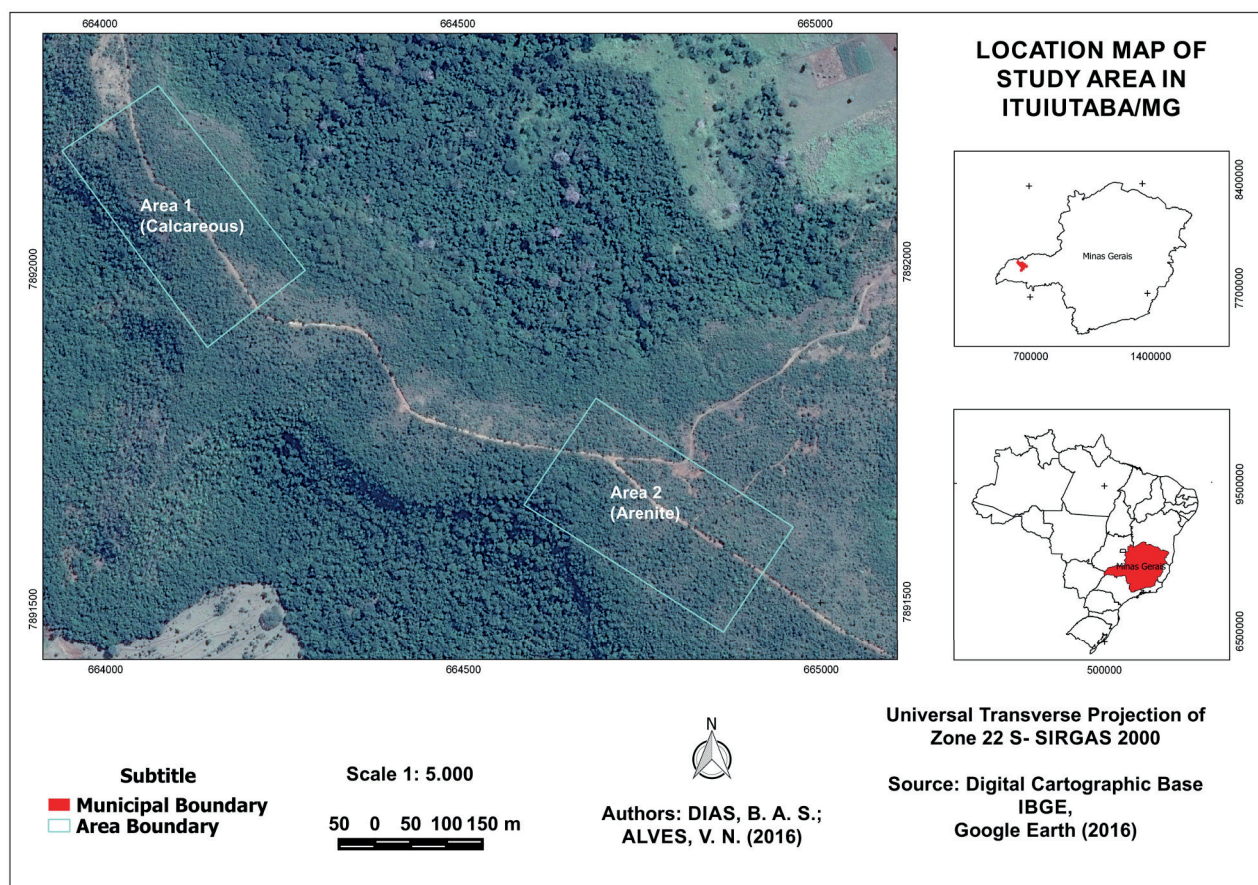 664000
664500
665000
7892000
7891500
Area 1
(Calcareous)
Area 2
(Arenite)
7892000
7891500
664000
664500
665000
LOCATION MAP OF
STUDY AREA IN
ITUIUTABA/MG
Minas Gerais
8400000
7700000
700000
1400000
Minas Gerais
9500000
6500000
500000
Subtitle
Municipal Boundary
Area Boundary
Scale 1: 5.000
50 0 50 100 150 m
N
Authors: DIAS, B. A. S.;
ALVES, V. N. (2016)
Universal Transverse Projection of
Zone 22 S- SIRGAS 2000
Source: Digital Cartographic Base
IBGE,
Google Earth (2016)